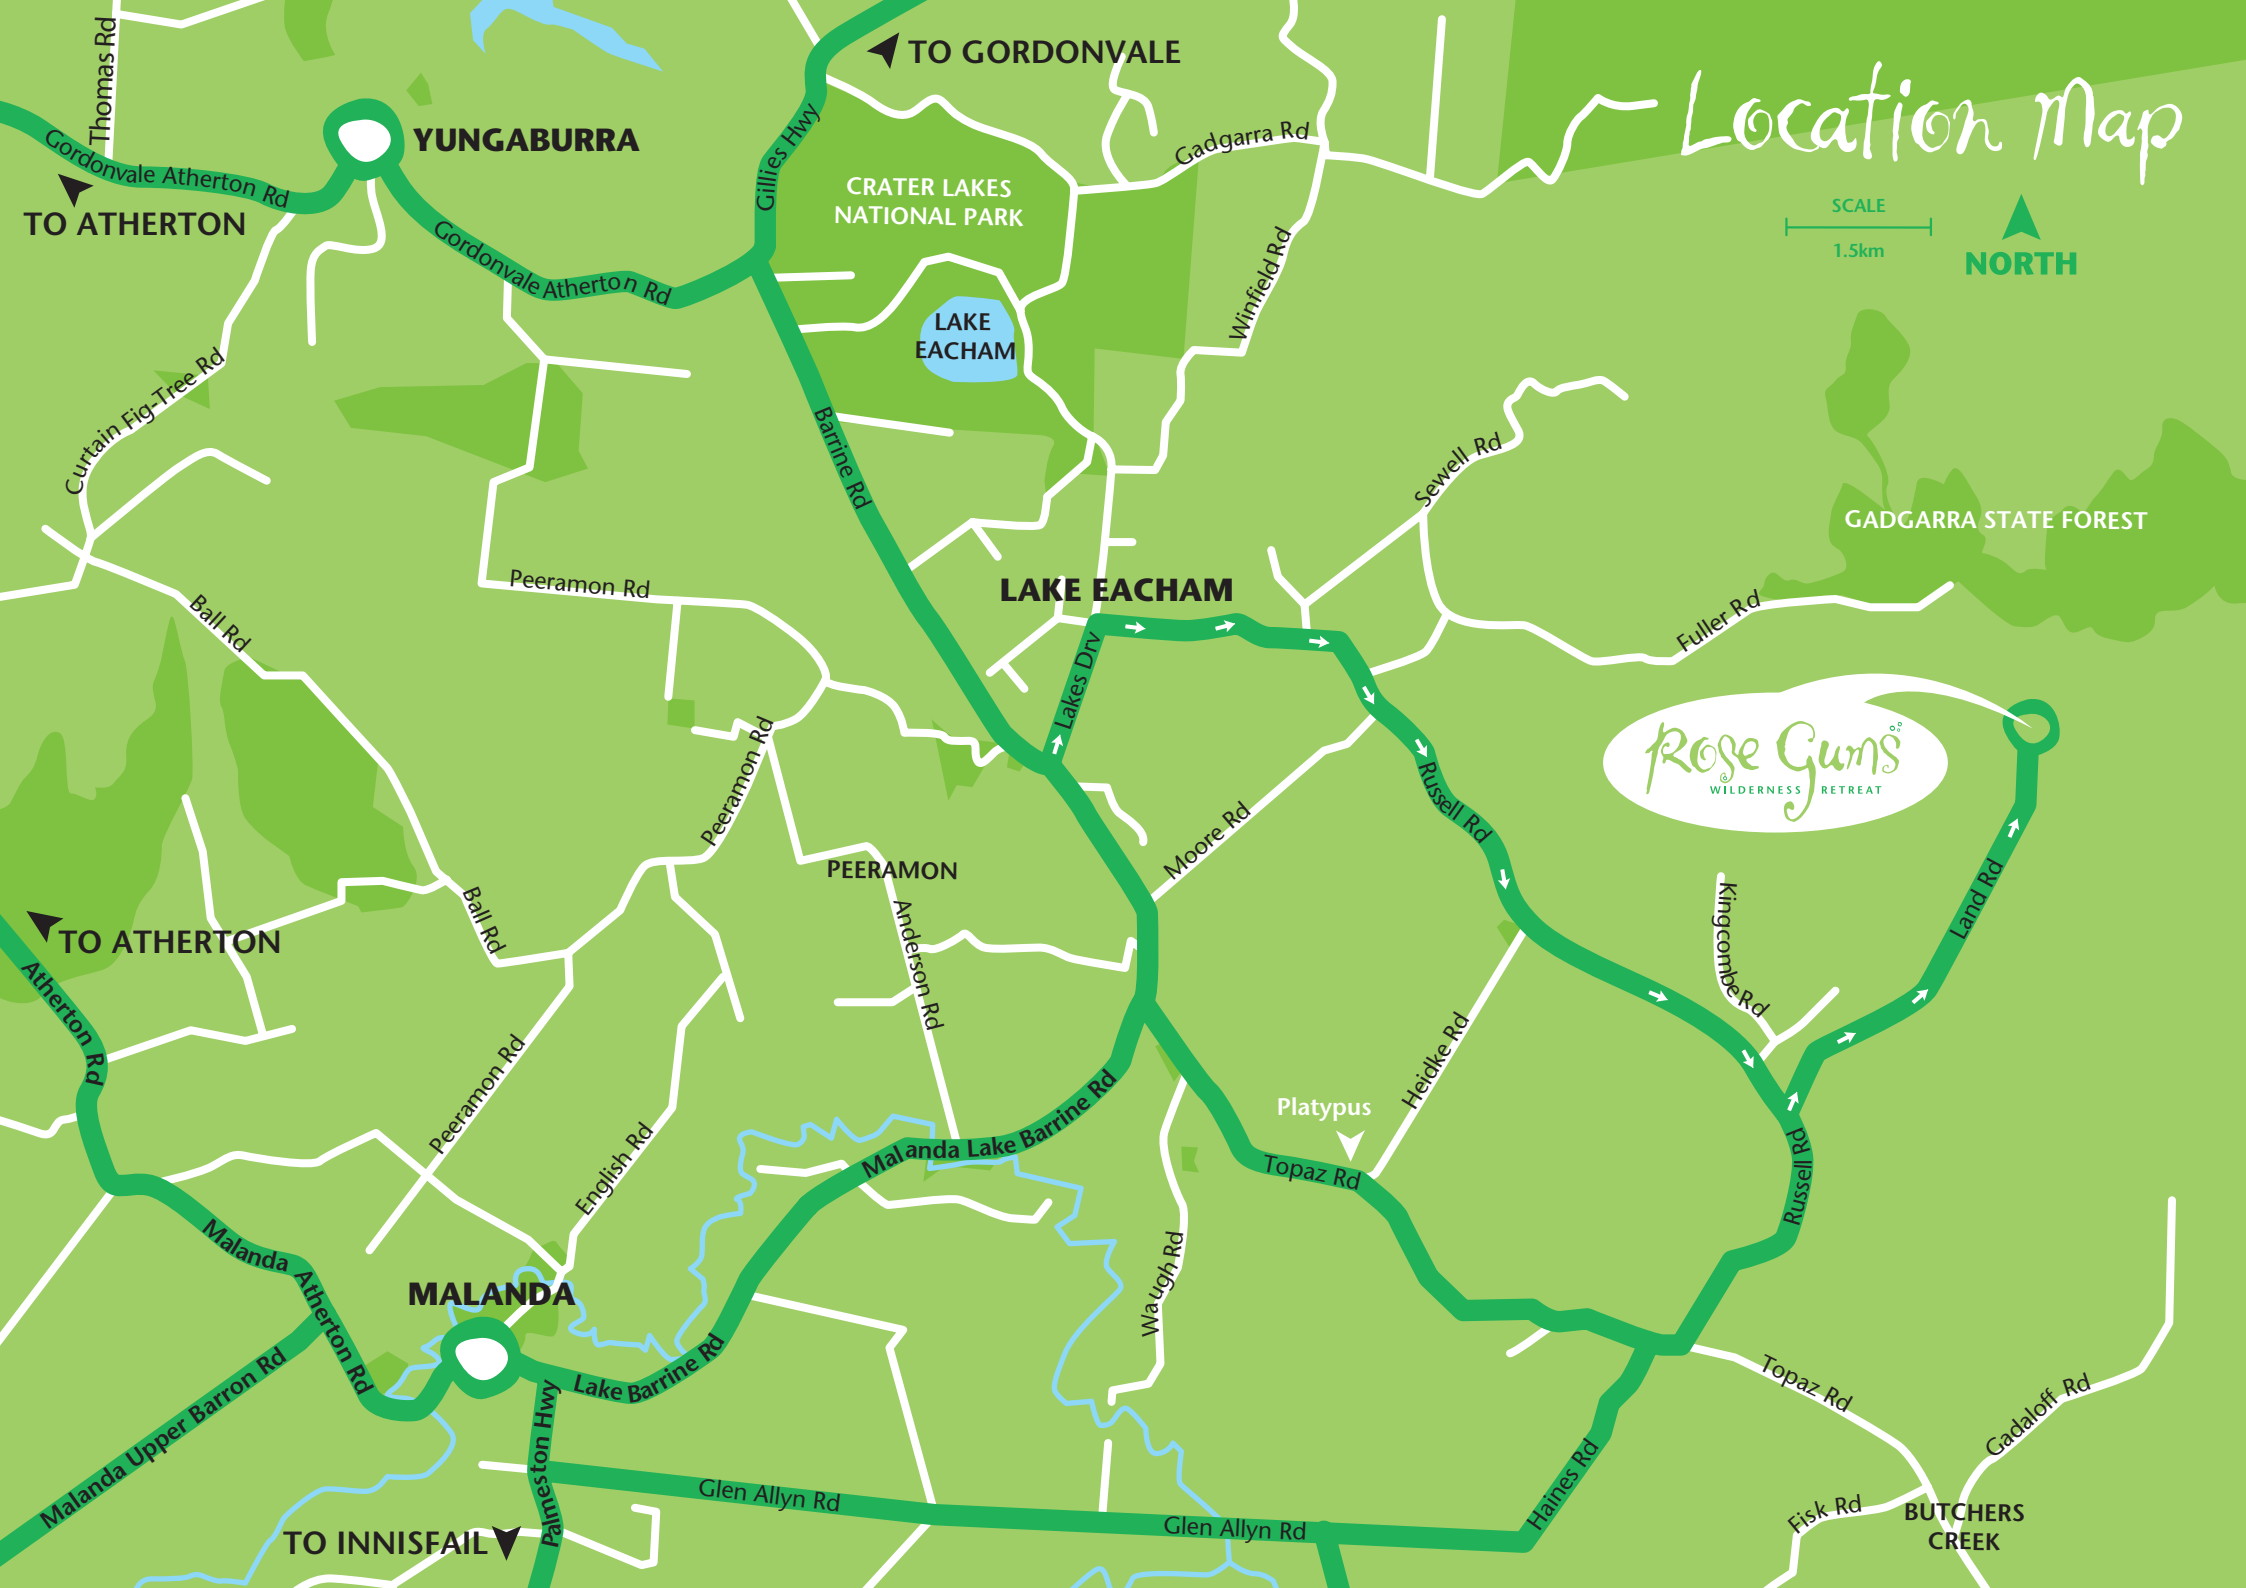 Location Map
SCALE
1.5km
NORTH
TO GORDONVALE
Thomas Rd
YUNGABURRA
Gordonvale Atherton Rd
TO ATHERTON
Gordonvale Atherton Rd
Gillies Hwy
CRATER LAKES
NATIONAL PARK
Gadgarra Rd
Winfield Rd
LAKE
EACHAM
Curtain Fig-Tree Rd
Barrine Rd
Sewell Rd
GADGARRA STATE FOREST
Peeramon Rd
LAKE EACHAM
Ball Rd
Fuller Rd
Lakes Drv
Rose Gums
WILDERNESS RETREAT
Peeramon Rd
Russell Rd
Moore Rd
PEERAMON
Ball Rd
Anderson Rd
Kingcombe Rd
Land Rd
TO ATHERTON
Atherton Rd
Peeramon Rd
Heidke Rd
Platypus
Malanda Lake Barrine Rd
Topaz Rd
English Rd
Russell Rd
Malanda Atherton Rd
Waugh Rd
MALANDA
Malanda Upper Barron Rd
Lake Barrine Rd
Palmeston Hwy
Topaz Rd
Gadaloff Rd
Glen Allyn Rd
Glen Allyn Rd
Haines Rd
Fisk Rd
BUTCHERS
CREEK
TO INNISFAIL